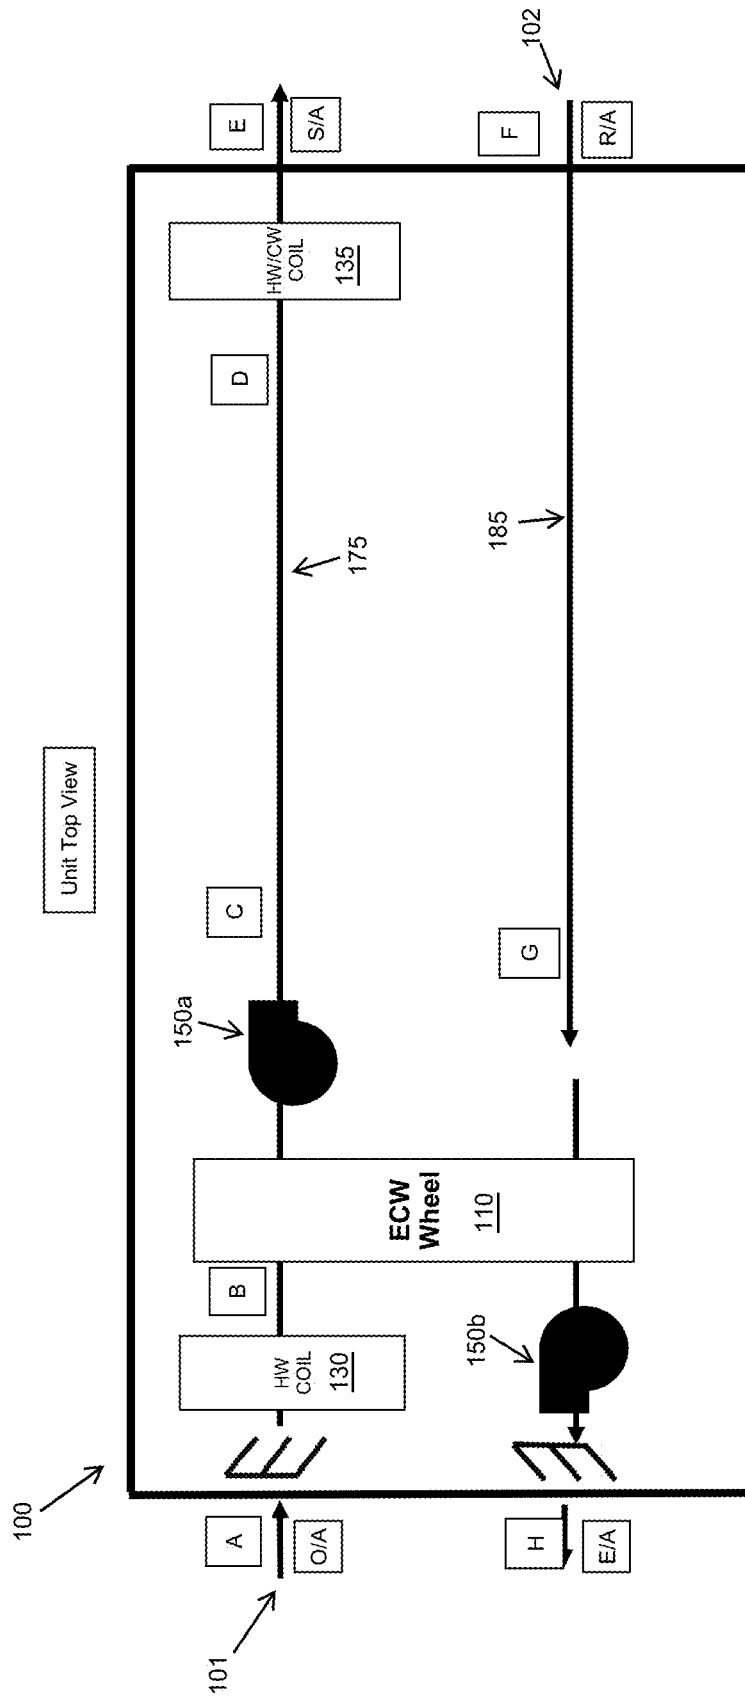 Unit Top View
100
101
A
O/A
HW
COIL
130
B
ECW
Wheel
110
150a
C
175
D
HW/CW
COIL
135
E
S/A
102
F
R/A
185
G
150b
H
E/A